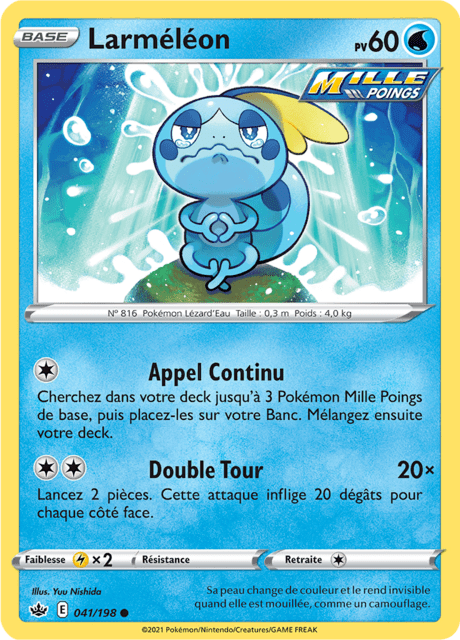 BASE Larméléon PV60
MILLE
POINGS
N° 816 Pokémon Lézard'Eau Taille : 0,3 m Poids : 4,0 kg
Appel Continu
Cherchez dans votre deck jusqu'à 3 Pokémon Mille Poings
de base, puis placez-les sur votre Banc. Mélangez ensuite
votre deck.
Double Tour 20×
Lancez 2 pièces. Cette attaque inflige 20 dégâts pour
chaque côté face.
Faiblesse ×2 Résistance Retraite
Illus. Yuu Nishida
Sa peau change de couleur et le rend invisible
quand elle est mouillée, comme un camouflage.
E 041/198
©2021 Pokémon/Nintendo/Creatures/GAME FREAK